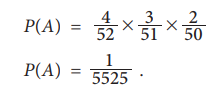 P(A) = 4/52 × 3/51 × 2/50
P(A) = 1/5525 .